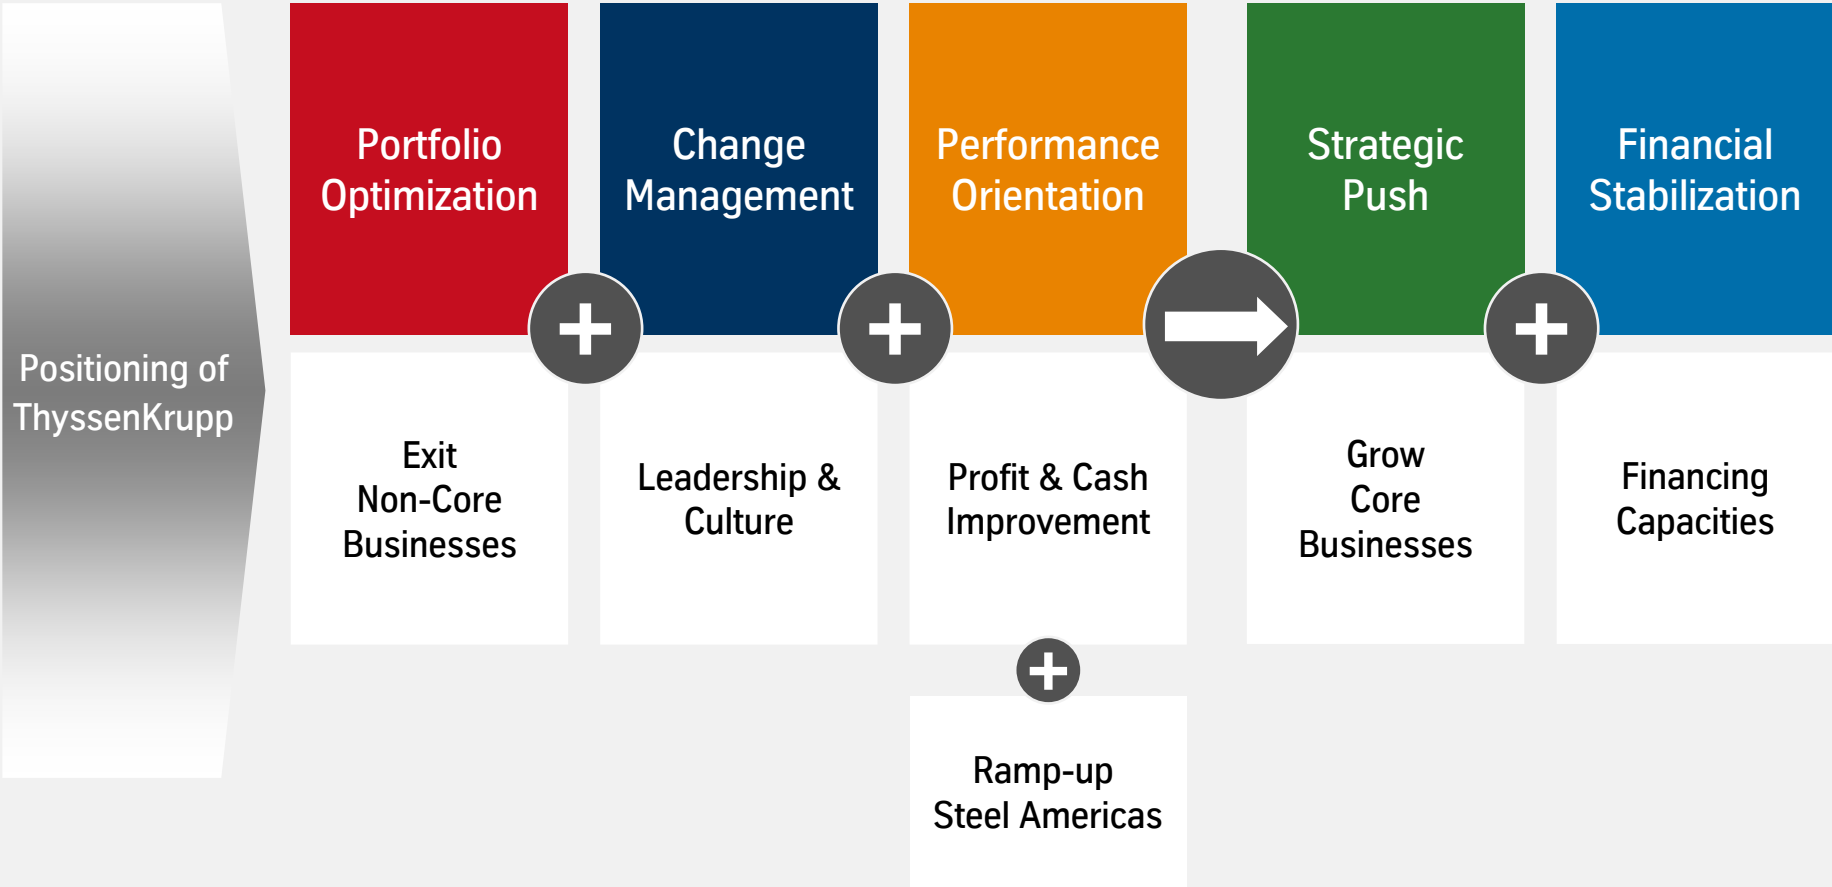 Positioning of
ThyssenKrupp
Portfolio
Optimization
Change
Management
Performance
Orientation
Strategic
Push
Financial
Stabilization
Exit
Non-Core
Businesses
Leadership &
Culture
Profit & Cash
Improvement
Grow
Core
Businesses
Financing
Capacities
Ramp-up
Steel Americas